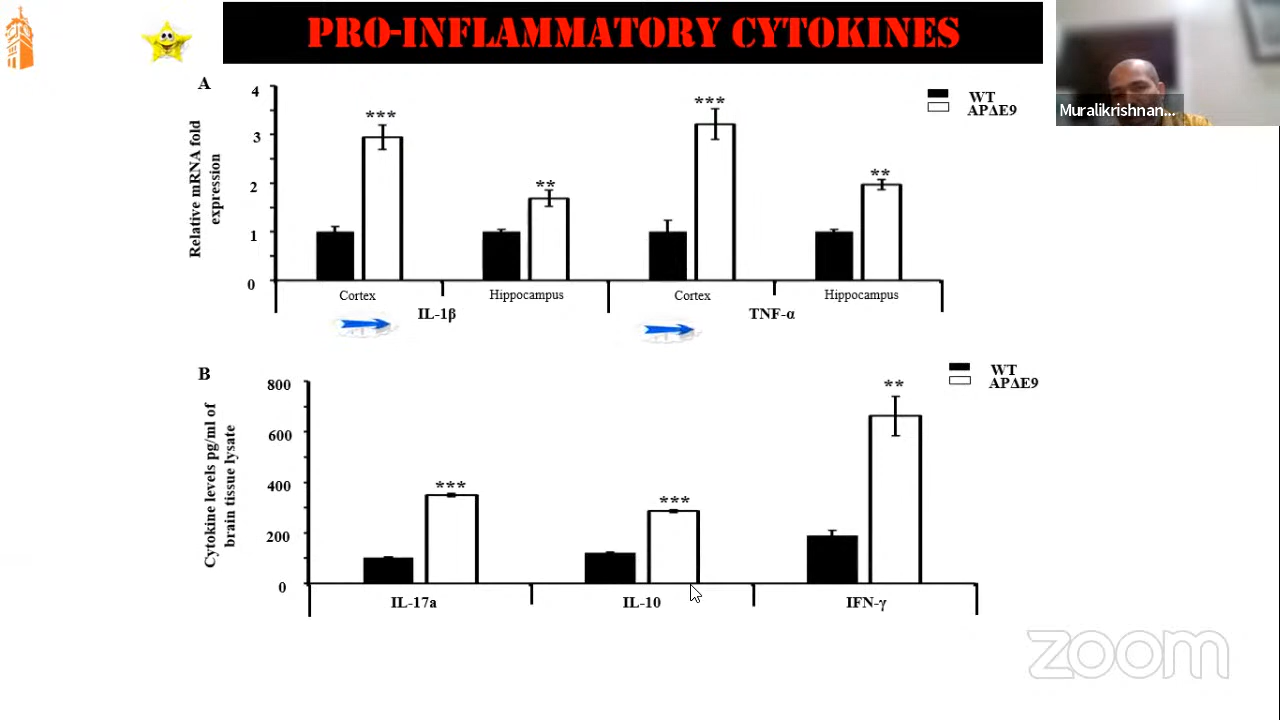 PRO-INFLAMMATORY CYTOKINES
Muralikrishnan...
A
WT
APΔE9
Relative mRNA fold
expression
4
3
2
1
0
***
**
***
**
Cortex
Hippocampus
Cortex
Hippocampus
IL-1β
TNF-α
B
WT
APΔE9
Cytokine levels pg/ml of
brain tissue lysate
800
600
400
200
0
***
***
**
IL-17a
IL-10
IFN-γ
zoom